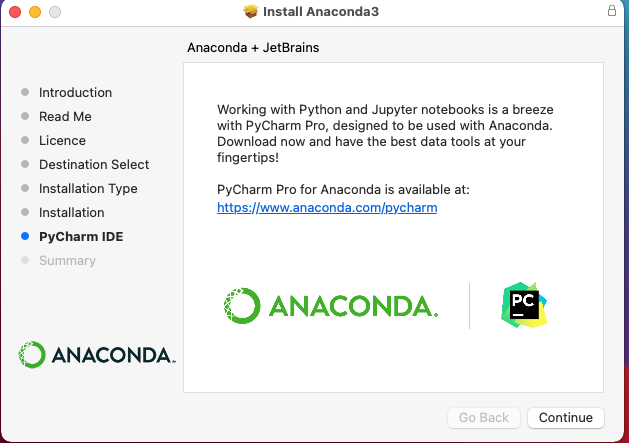 Install Anaconda3
Anaconda + JetBrains
Introduction
Read Me
Licence
Destination Select
Installation Type
Installation
PyCharm IDE
Summary
ANACONDA.
Working with Python and Jupyter notebooks is a breeze
with PyCharm Pro, designed to be used with Anaconda.
Download now and have the best data tools at your
fingertips!
PyCharm Pro for Anaconda is available at:
https://www.anaconda.com/pycharm
ANACONDA.
PC
Go Back
Continue